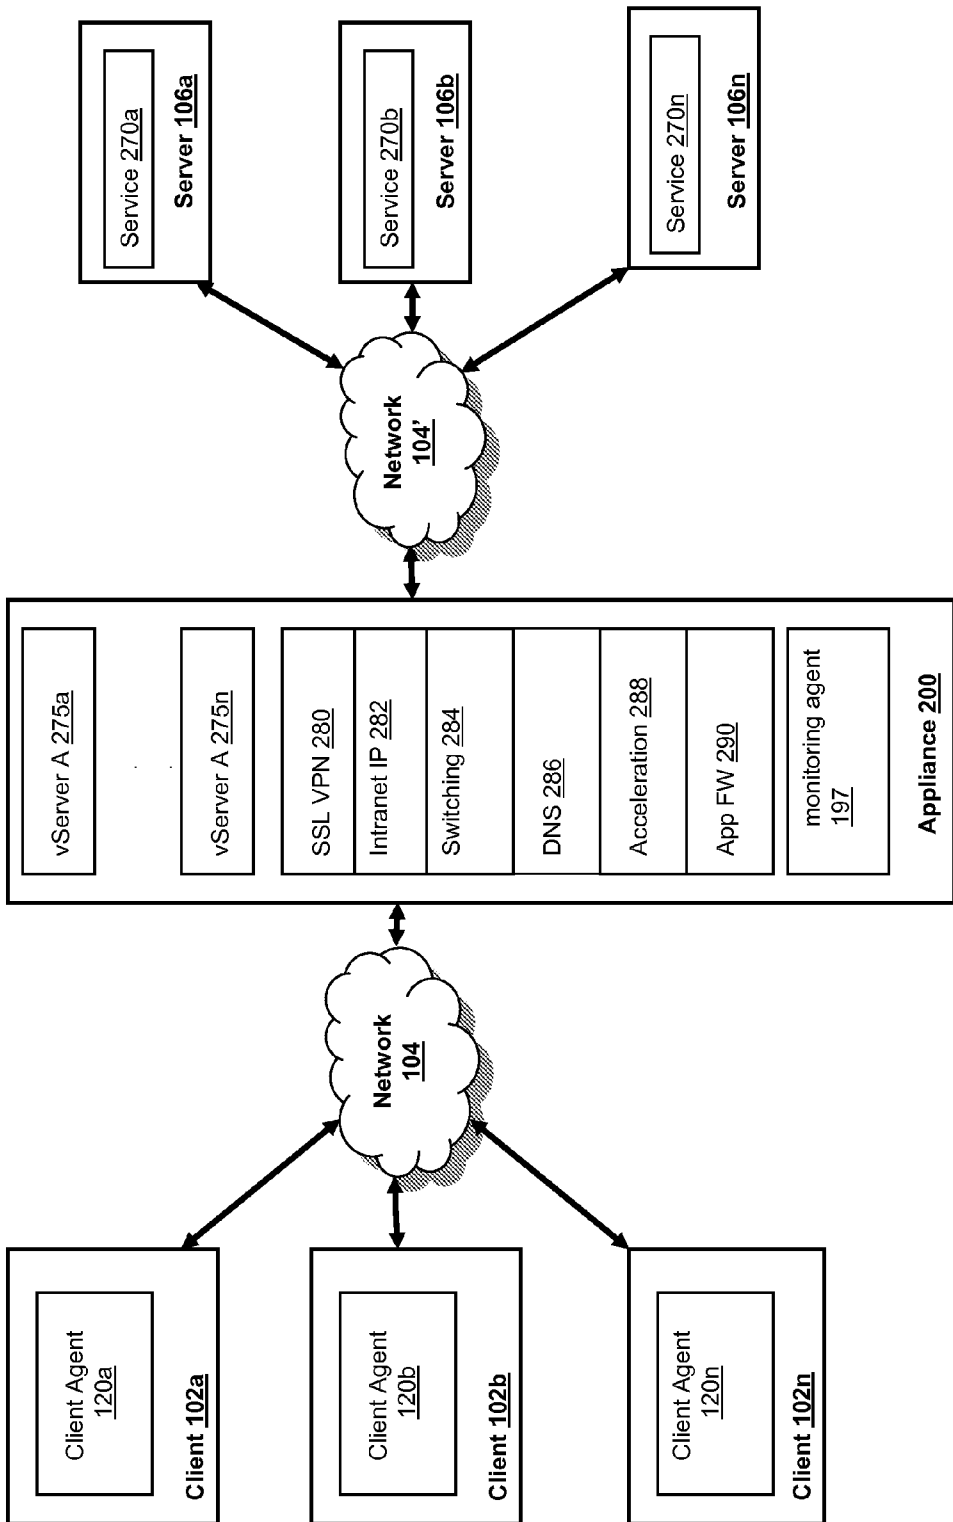 Client Agent
120a
Client 102a
Client Agent
120b
Client 102b
Client Agent
120n
Client 102n
Network
104
vServer A 275a
vServer A 275n
SSL VPN 280
Intranet IP 282
Switching 284
DNS 286
Acceleration 288
App FW 290
monitoring agent
197
Appliance 200
Network
104'
Service 270a
Server 106a
Service 270b
Server 106b
Service 270n
Server 106n